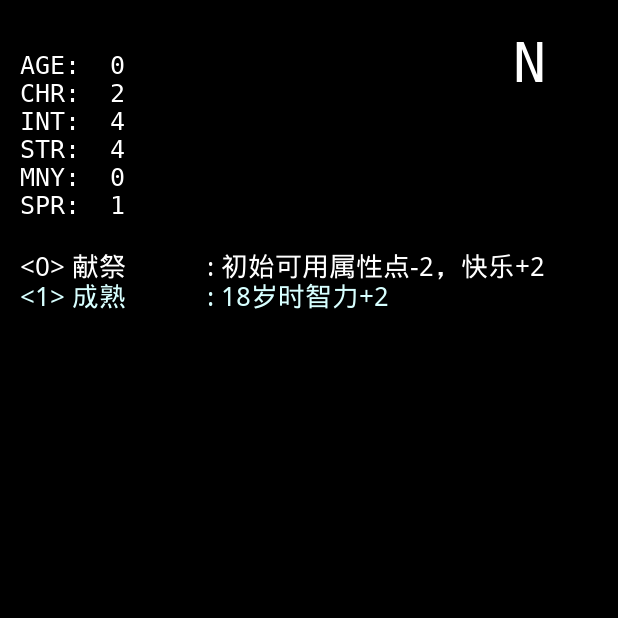 N
AGE: 0
CHR: 2
INT: 4
STR: 4
MNY: 0
SPR: 1
<0> 献祭 : 初始可用属性点-2，快乐+2
<1> 成熟 : 18岁时智力+2